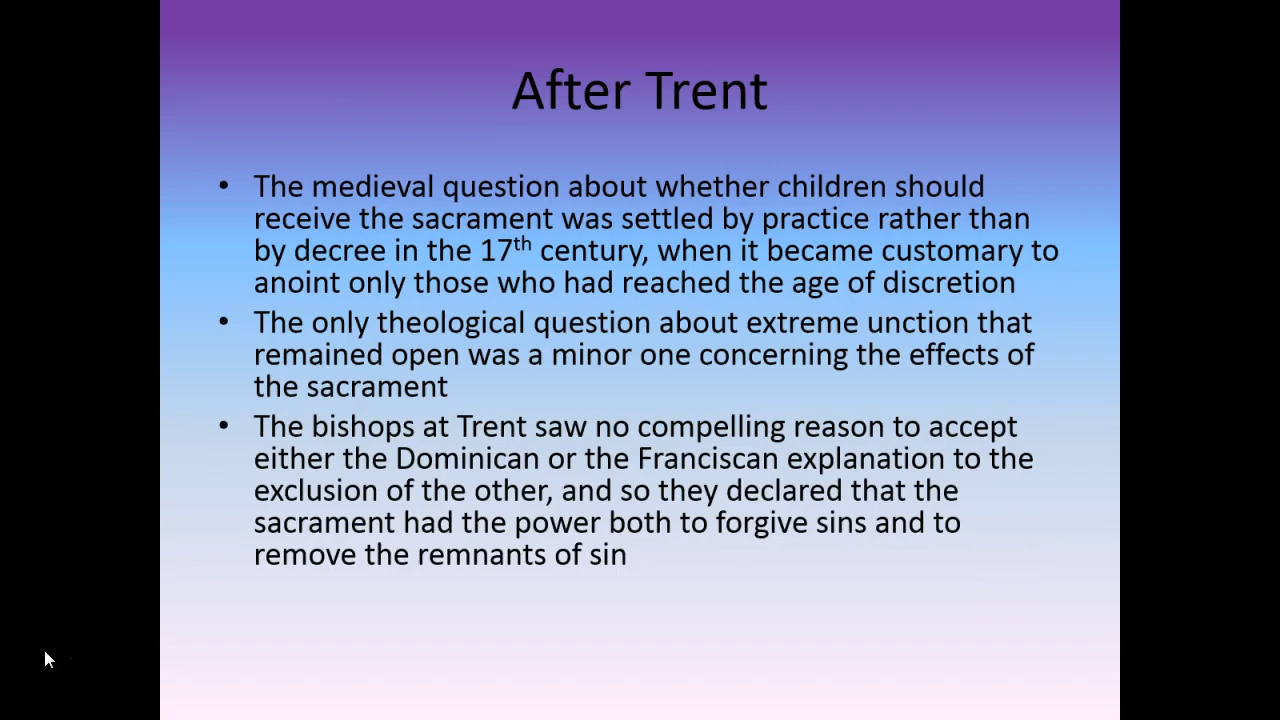 After Trent
• The medieval question about whether children should
receive the sacrament was settled by practice rather than
by decree in the 17th century, when it became customary to
anoint only those who had reached the age of discretion
• The only theological question about extreme unction that
remained open was a minor one concerning the effects of
the sacrament
• The bishops at Trent saw no compelling reason to accept
either the Dominican or the Franciscan explanation to the
exclusion of the other, and so they declared that the
sacrament had the power both to forgive sins and to
remove the remnants of sin